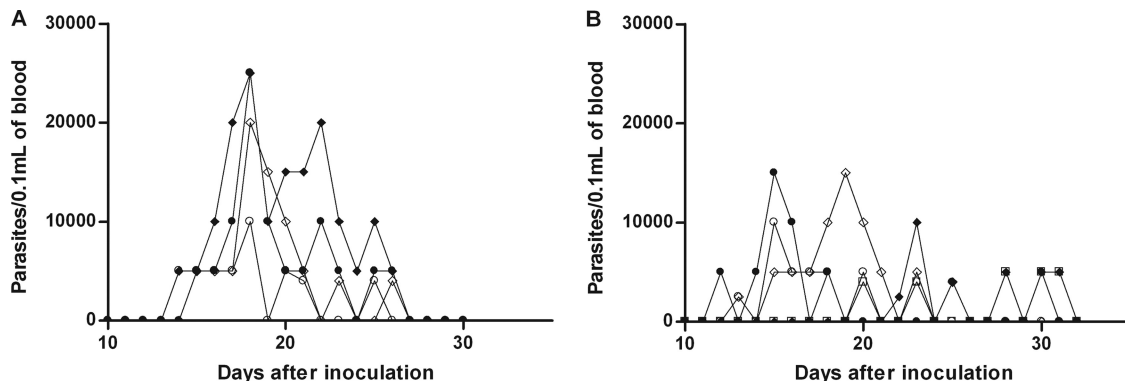 A
Parasites/0.1mL of blood
30000
20000
10000
0
10
20
30
Days after inoculation
B
Parasites/0.1mL of blood
30000
20000
10000
0
10
20
30
Days after inoculation